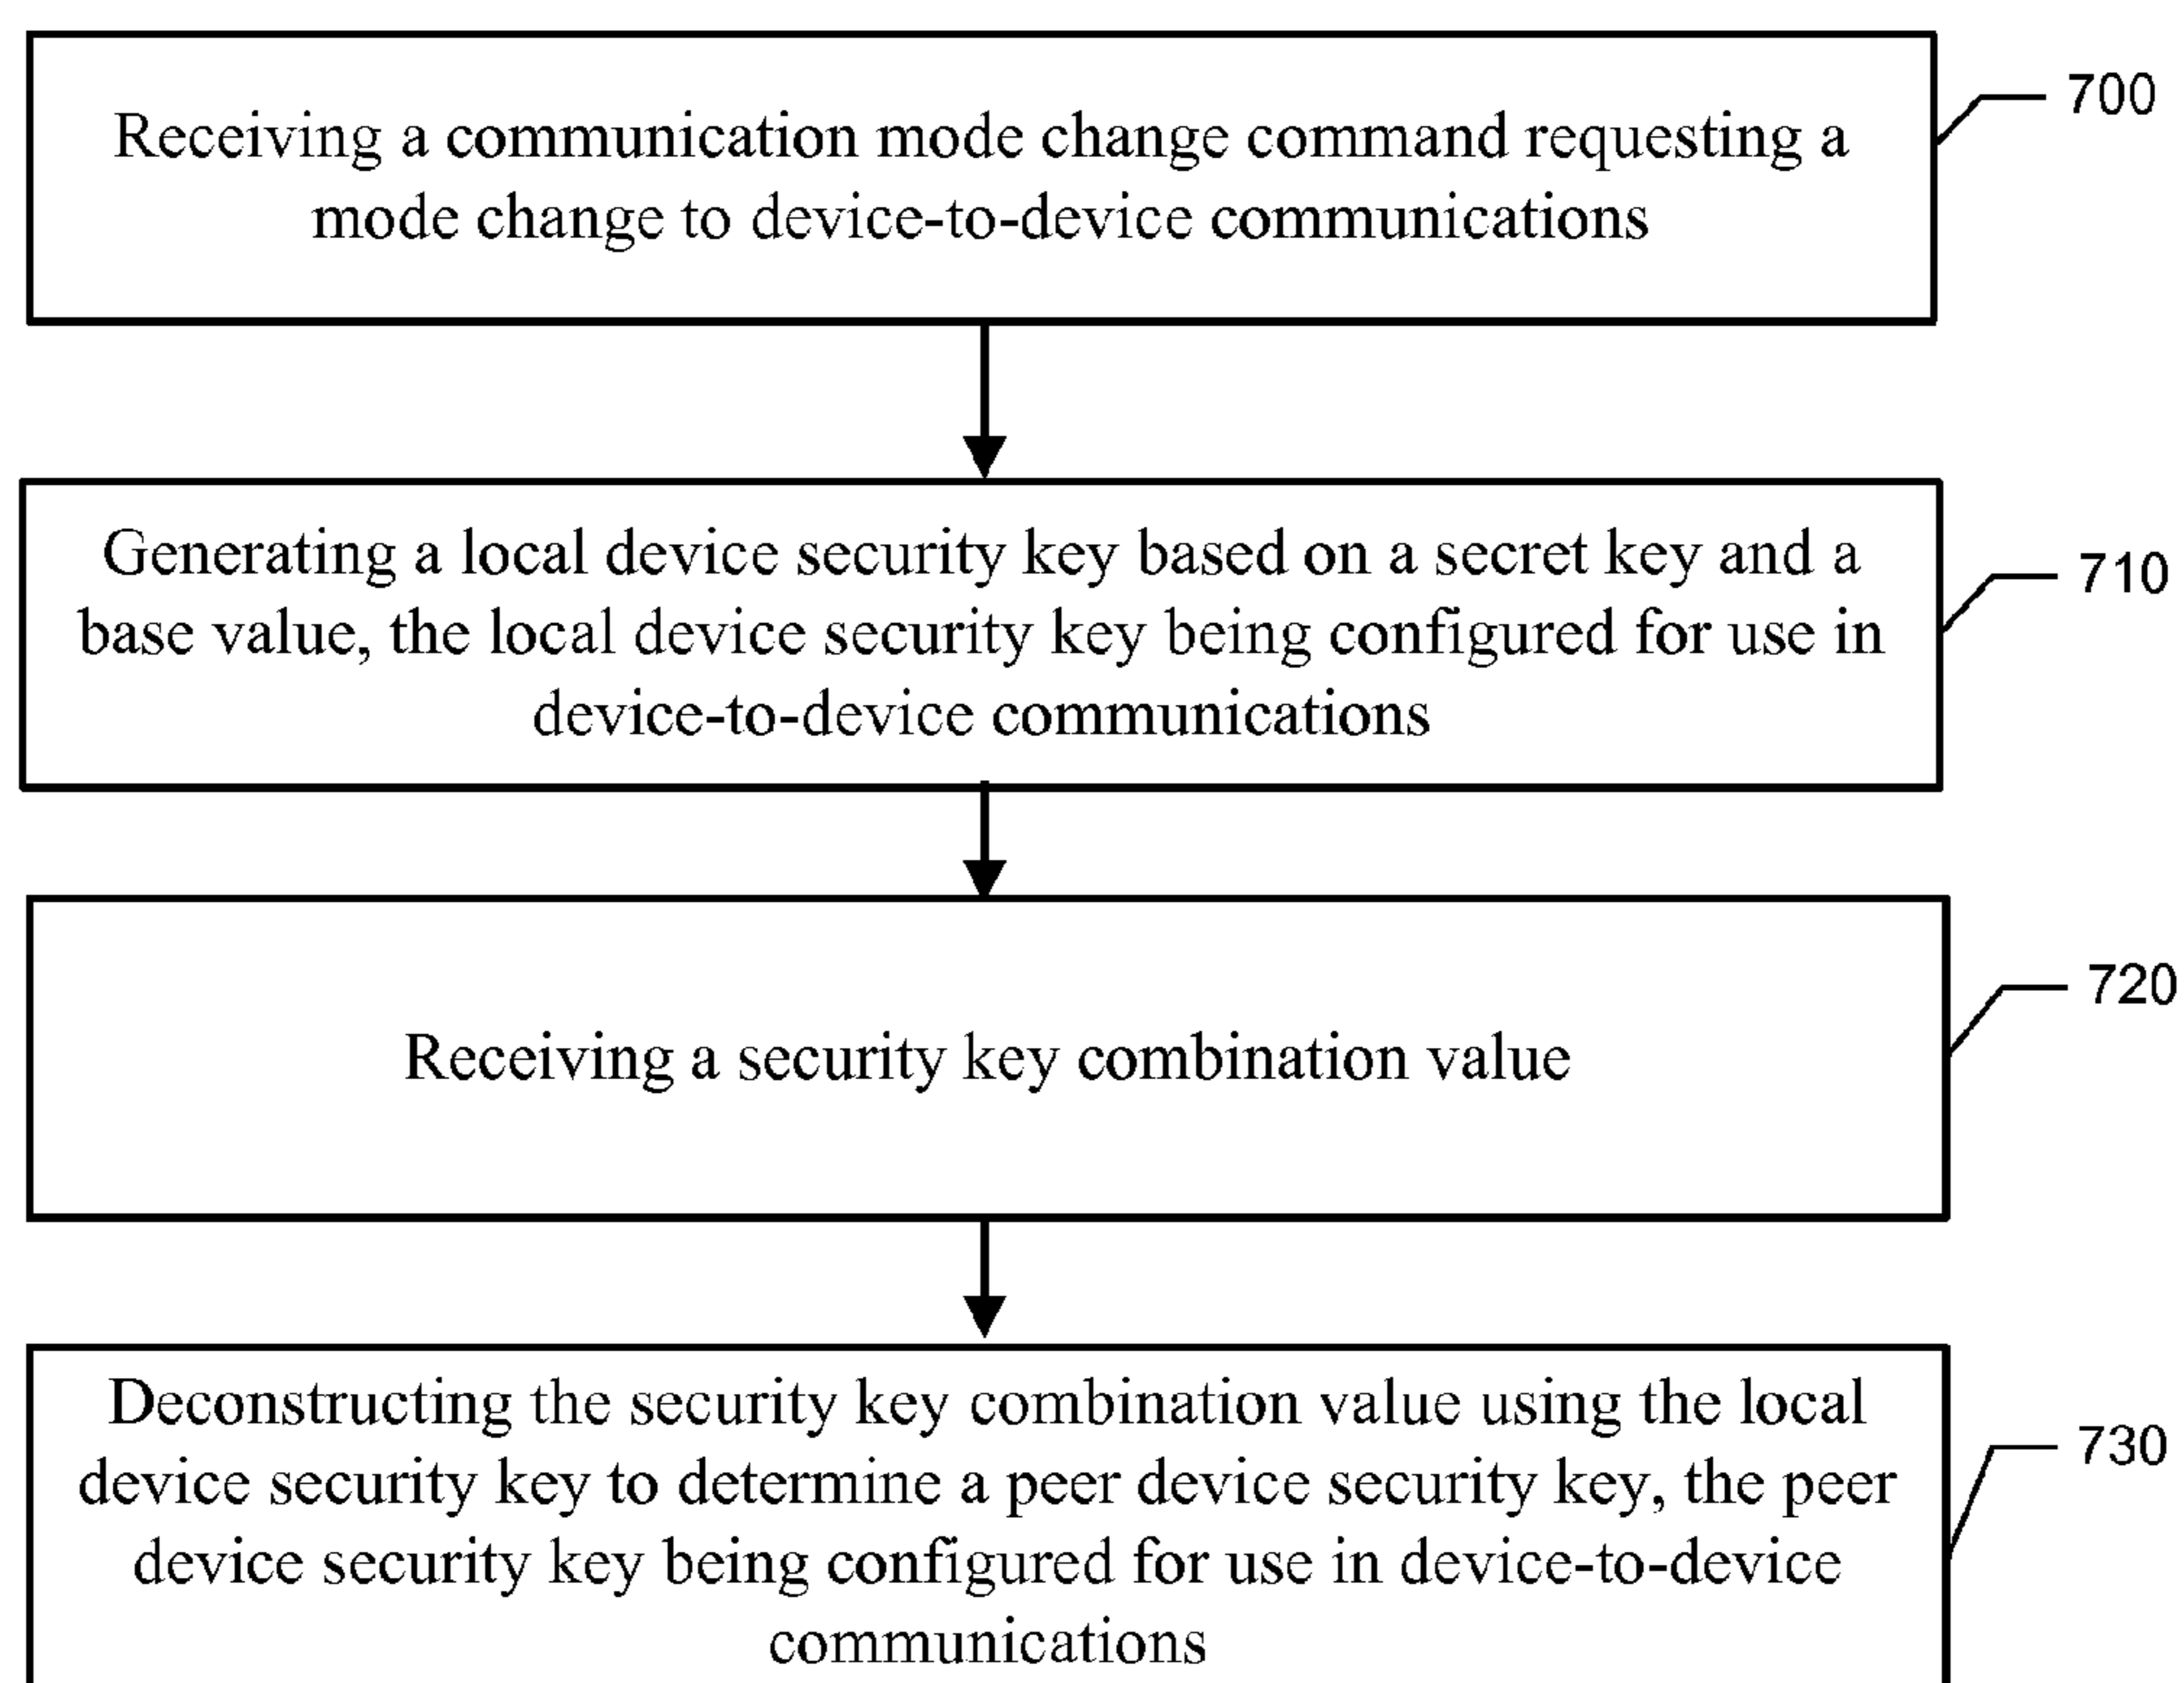 Receiving a communication mode change command requesting a
mode change to device-to-device communications
700
Generating a local device security key based on a secret key and a
base value, the local device security key being configured for use in
device-to-device communications
710
Receiving a security key combination value
720
Deconstructing the security key combination value using the local
device security key to determine a peer device security key, the peer
device security key being configured for use in device-to-device
communications
730